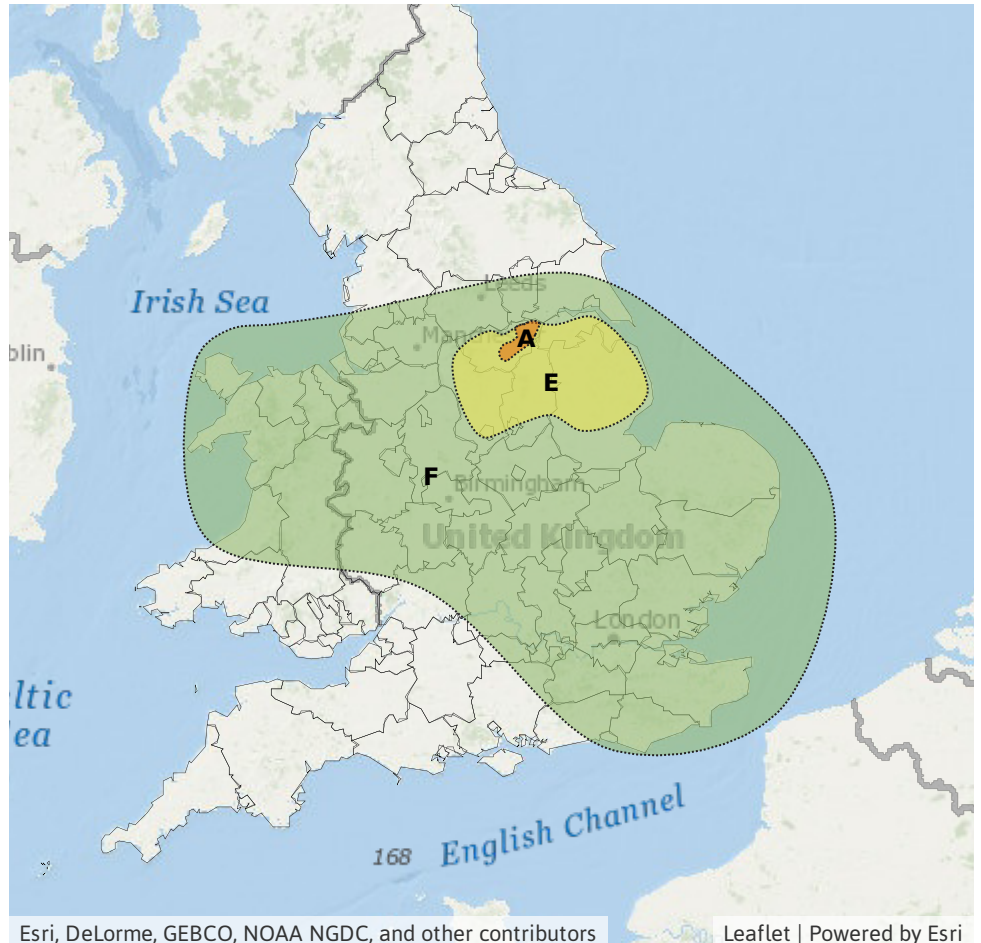 Leeds
Irish Sea
A
blin
E
F
Birmingham
United Kingdom
London
ltic
ea
English Channel
168
Esri, DeLorme, GEBCO, NOAA NGDC, and other contributors
Leaflet | Powered by Esri